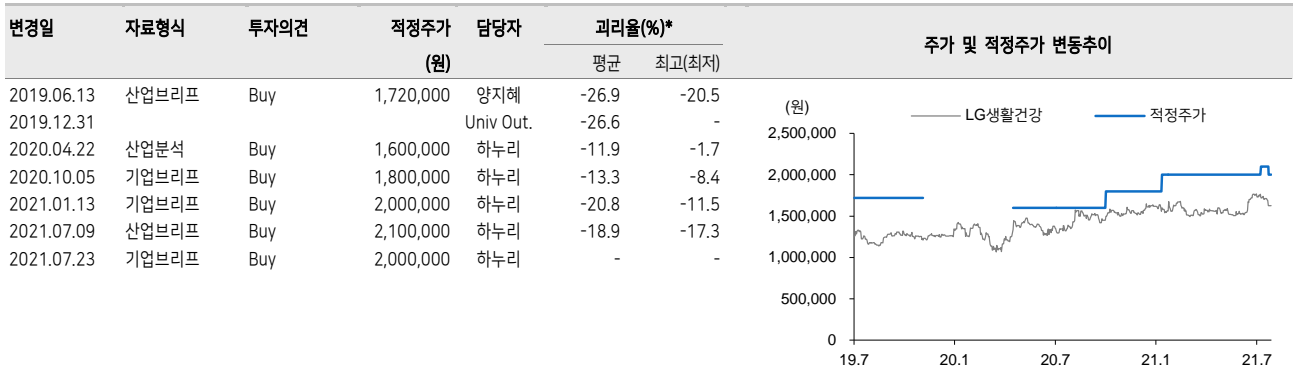 변경일 자료형식 투자의견 적정주가 담당자 괴리율(%)* 주가 및 적정주가 변동추이
(원) 평균 최고(최저)
2019.06.13 산업브리프 Buy 1,720,000 양지혜 -26.9 -20.5
2019.12.31 Univ Out. -26.6 -
2020.04.22 산업분석 Buy 1,600,000 하누리 -11.9 -1.7
2020.10.05 기업브리프 Buy 1,800,000 하누리 -13.3 -8.4
2021.01.13 기업브리프 Buy 2,000,000 하누리 -20.8 -11.5
2021.07.09 산업브리프 Buy 2,100,000 하누리 -18.9 -17.3
2021.07.23 기업브리프 Buy 2,000,000 하누리 - -
(원) LG생활건강 적정주가
2,500,000
2,000,000
1,500,000
1,000,000
500,000
0
19.7 20.1 20.7 21.1 21.7